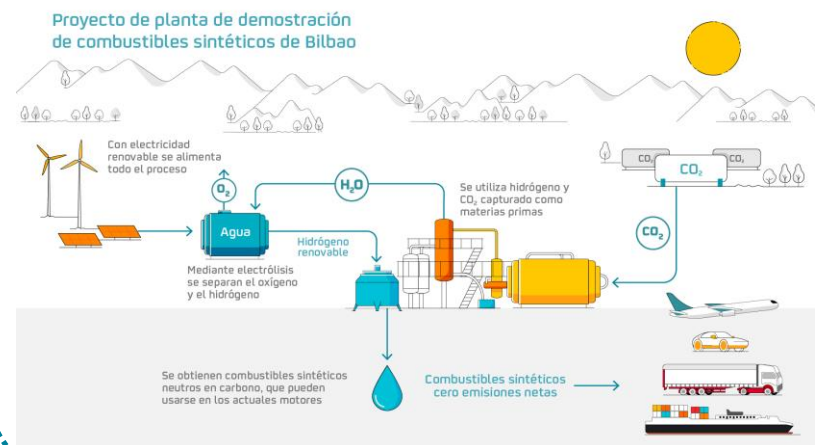 Proyecto de planta de demostración
de combustibles sintéticos de Bilbao
Con electricidad
renovable se alimenta
todo el proceso
O₂
H₂O
Se utiliza hidrógeno y
CO₂ capturado como
materias primas
CO₂
CO₂
CO₂
CO₂
Agua
Hidrógeno
renovable
Mediante electrólisis
se separan el oxígeno
y el hidrógeno
Se obtienen combustibles sintéticos
neutros en carbono, que pueden
usarse en los actuales motores
Combustibles sintéticos
cero emisiones netas